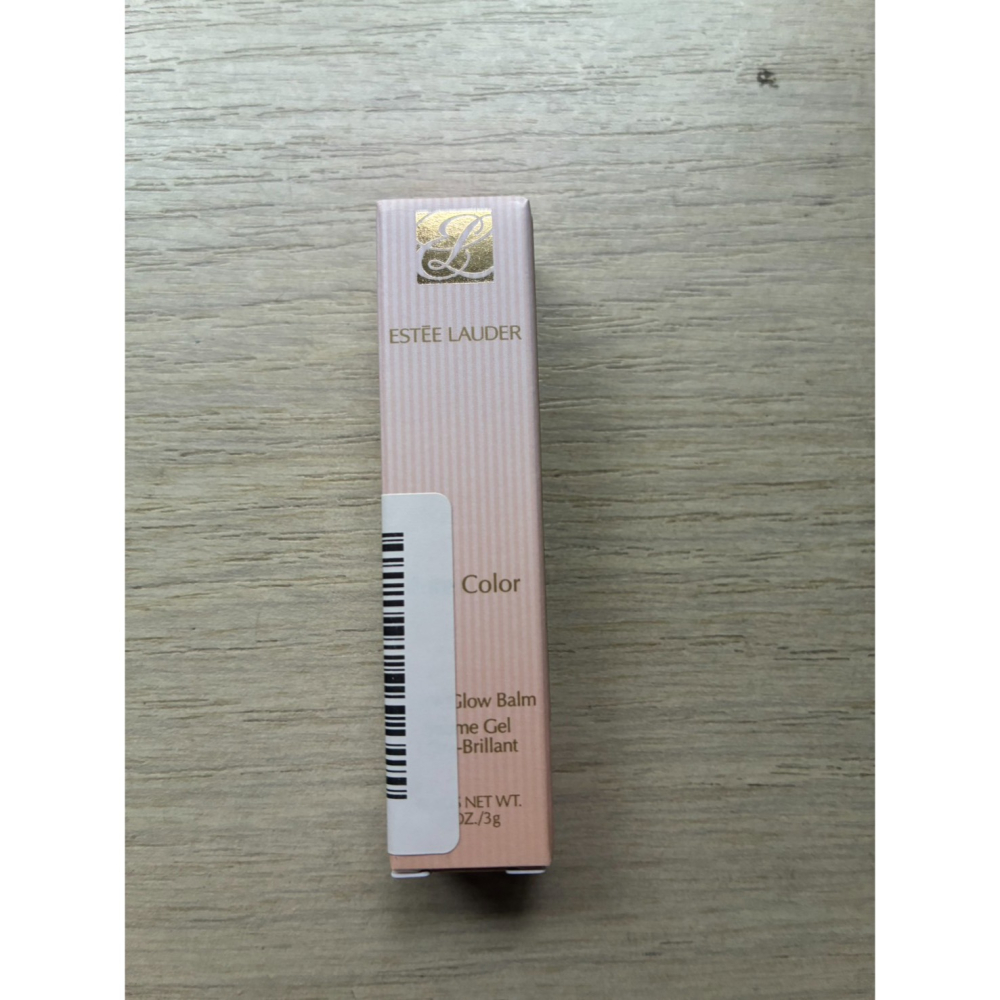 ESTĒE LAUDER
Color
Glow Balm
me Gel
-Brillant
NET WT.
OZ./3g